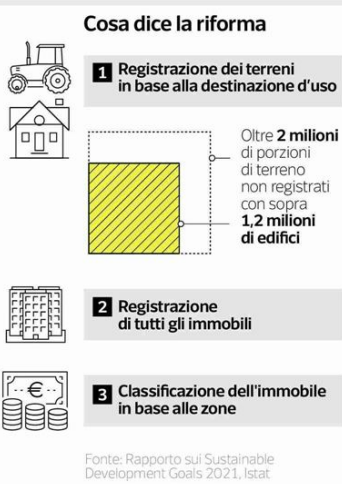 Cosa dice la riforma
1 Registrazione dei terreni
in base alla destinazione d'uso
Oltre 2 milioni
di porzioni
di terreno
non registrati
con sopra
1,2 milioni
di edifici
2 Registrazione
di tutti gli immobili
€
3 Classificazione dell'immobile
in base alle zone
Fonte: Rapporto sui Sustainable
Development Goals 2021, Istat